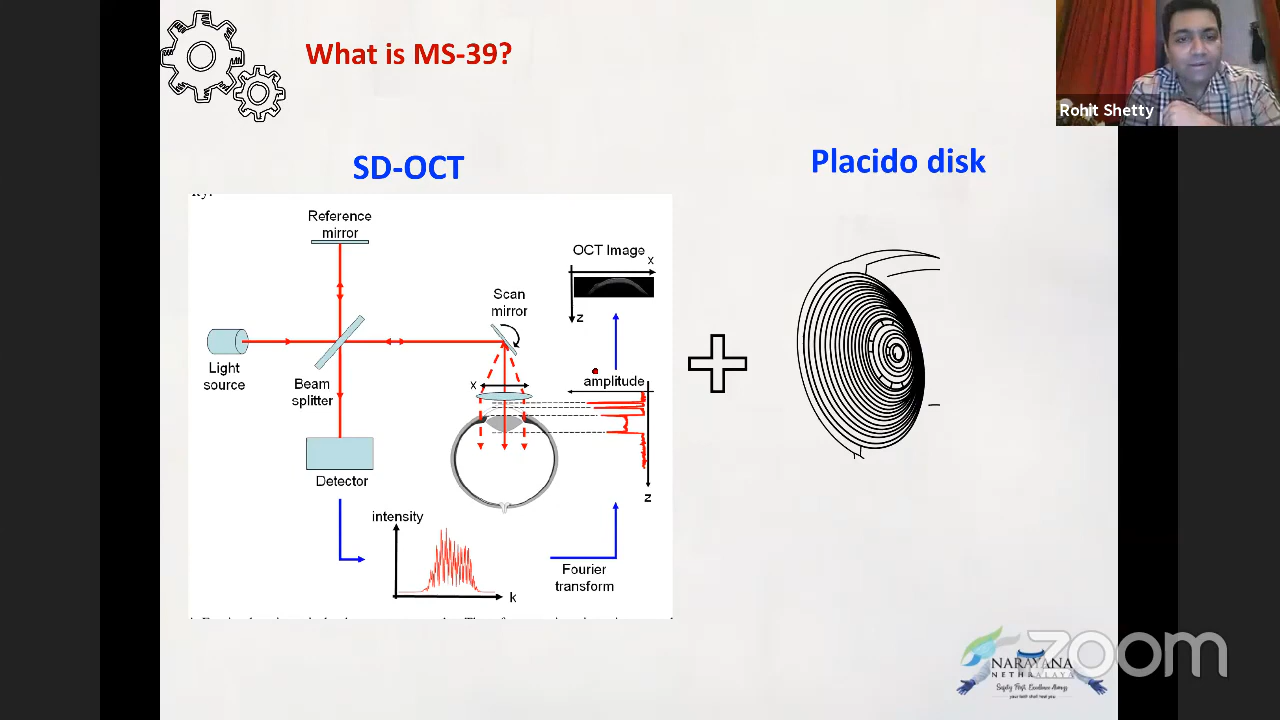 What is MS-39?
Rohit Shetty
SD-OCT
Placido disk
Reference
mirror
OCT Image
x
z
Scan
mirror
Light
source
Beam
splitter
x
amplitude
z
Detector
intensity
k
Fourier
transform
zoom
NARAYANA
NETHRALAYA